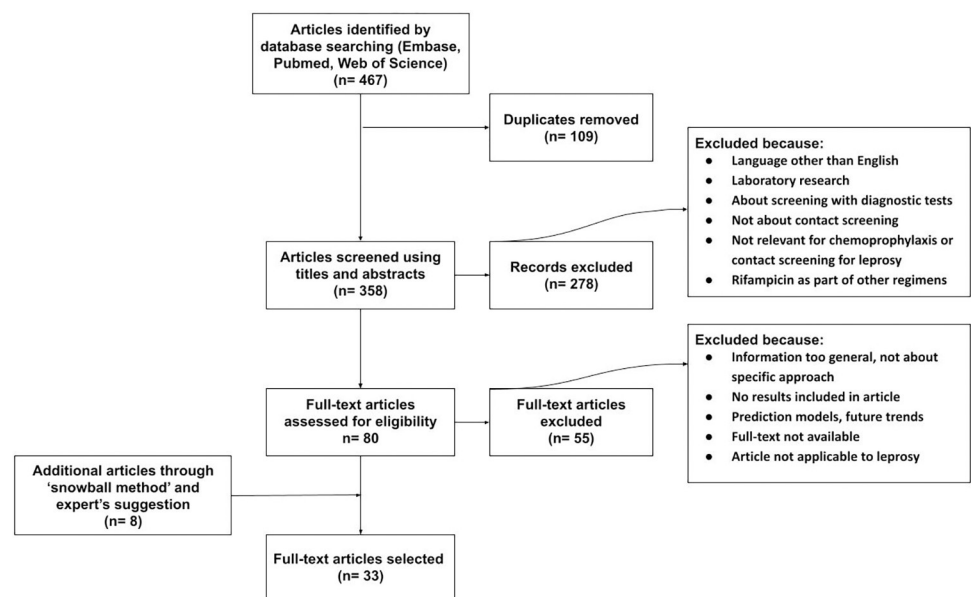 Articles identified by
database searching (Embase,
Pubmed, Web of Science)
(n= 467)
Duplicates removed
(n= 109)
Excluded because:
● Language other than English
● Laboratory research
● About screening with diagnostic tests
● Not about contact screening
● Not relevant for chemoprophylaxis or
contact screening for leprosy
● Rifampicin as part of other regimens
Articles screened using
titles and abstracts
(n= 358)
Records excluded
(n= 278)
Excluded because:
● Information too general, not about
specific approach
● No results included in article
● Prediction models, future trends
● Full-text not available
● Article not applicable to leprosy
Full-text articles
assessed for eligibility
n= 80
Full-text articles
excluded
(n= 55)
Additional articles through
‘snowball method’ and
expert’s suggestion
(n= 8)
Full-text articles selected
(n= 33)